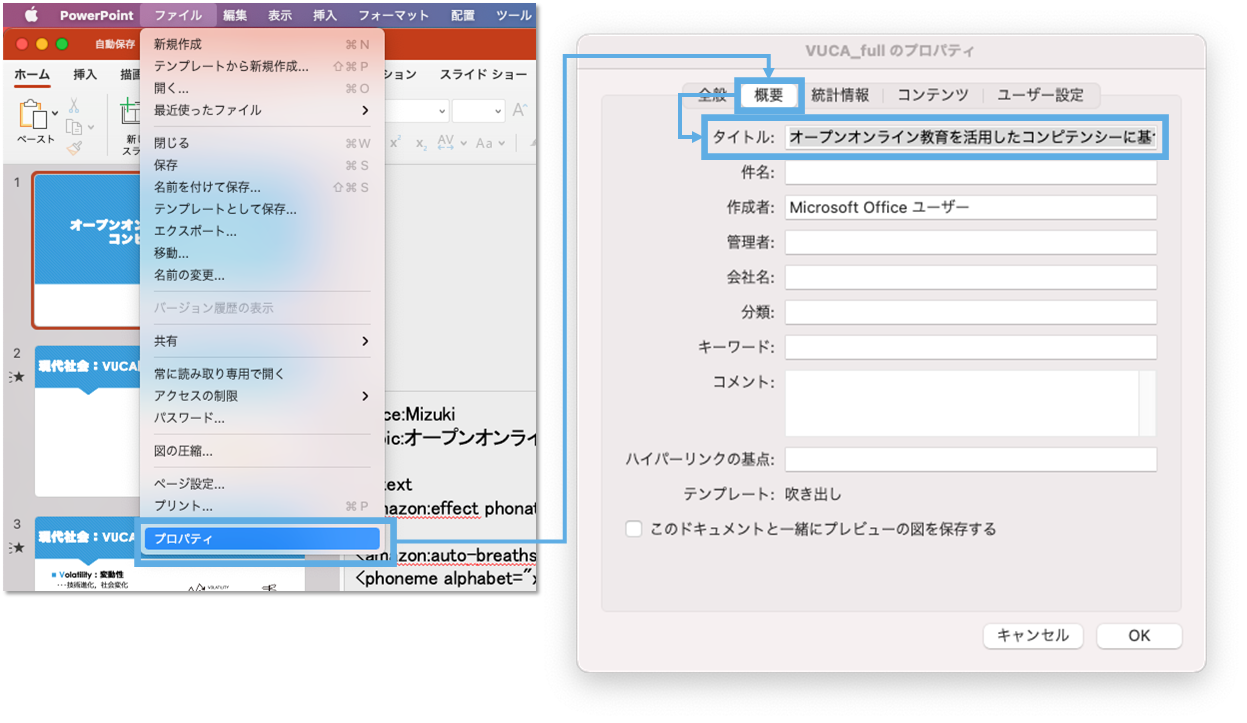 PowerPoint ファイル 編集 表示 挿入 フォーマット 配置 ツール
自動保存
ホーム 挿入 描画 ション スライド ショー
ペースト
新し
スラ
x² x₂ AV Aa
新規作成 ⌘N
テンプレートから新規作成... ⇧⌘P
開く... ⌘O
最近使ったファイル
閉じる ⌘W
保存 ⌘S
名前を付けて保存... ⇧⌘S
テンプレートとして保存...
エクスポート...
移動...
名前の変更...
バージョン履歴の表示
共有
常に読み取り専用で開く
アクセスの制限
パスワード...
図の圧縮...
ページ設定...
プリント... ⌘P
プロパティ
1
オープンオン
コンピ
2
現代社会：VUCA
3
現代社会：VUCA
Volatility：変動性
･･･技術進化，社会変化
VOLATILITY
ce:Mizuki
ic:オープンオンライ
text
mazon:effect phonat
<amazon:auto-breaths
<phoneme alphabet="x
VUCA_full のプロパティ
全般 概要 統計情報 コンテンツ ユーザー設定
タイトル: オープンオンライン教育を活用したコンピテンシーに基
件名:
作成者: Microsoft Office ユーザー
管理者:
会社名:
分類:
キーワード:
コメント:
ハイパーリンクの基点:
テンプレート: 吹き出し
このドキュメントと一緒にプレビューの図を保存する
キャンセル OK